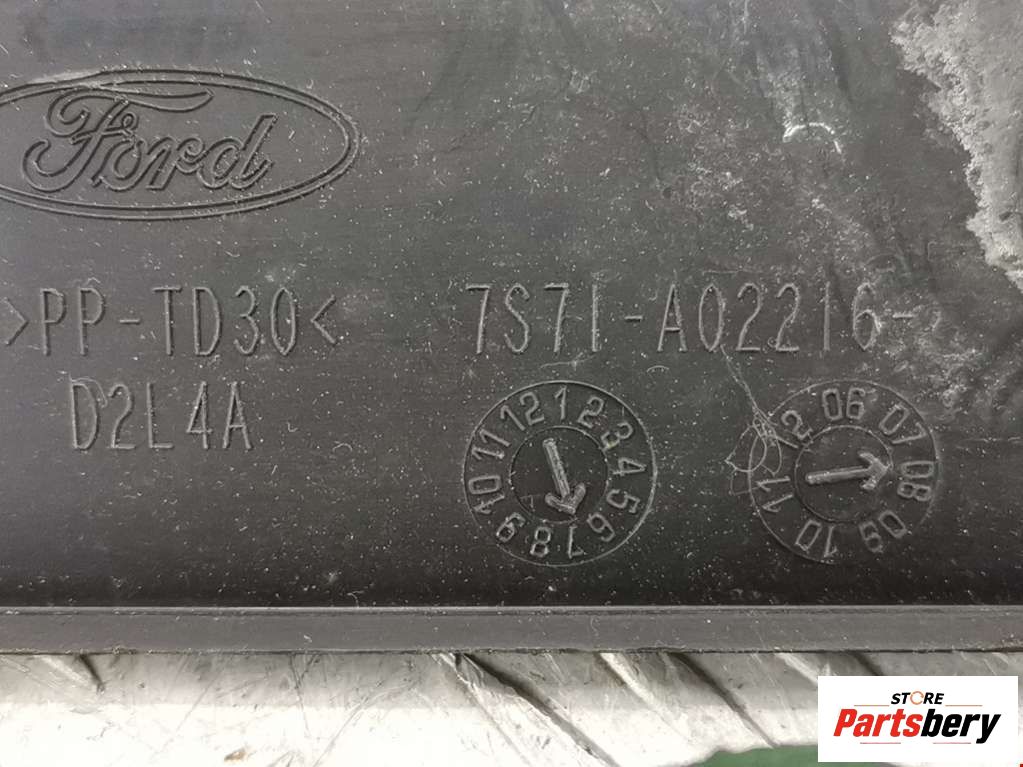 Ford
>PP-TD30< 7S71-A02216-
D2L4A
12 1 2 3 4 5 6 7 8 9 10 11
06 07 08 09 10 11 12
STORE
Partsbery